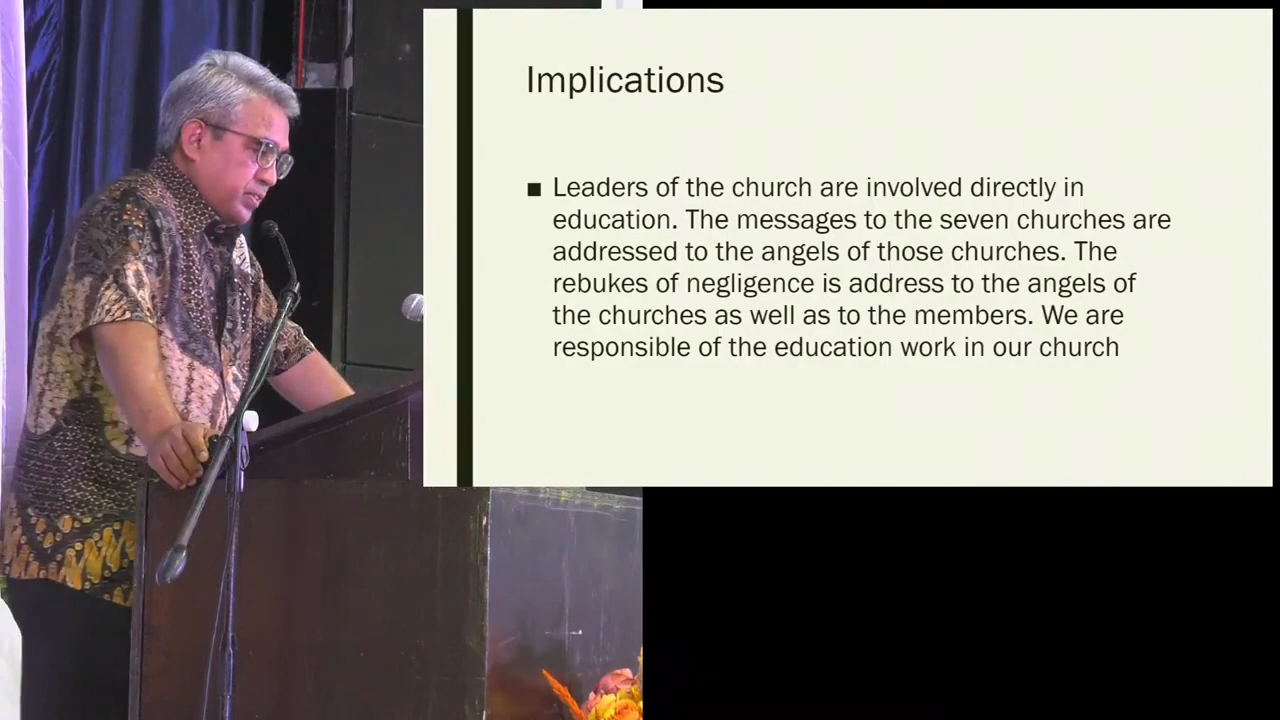 Implications
■ Leaders of the church are involved directly in
education. The messages to the seven churches are
addressed to the angels of those churches. The
rebukes of negligence is address to the angels of
the churches as well as to the members. We are
responsible of the education work in our church